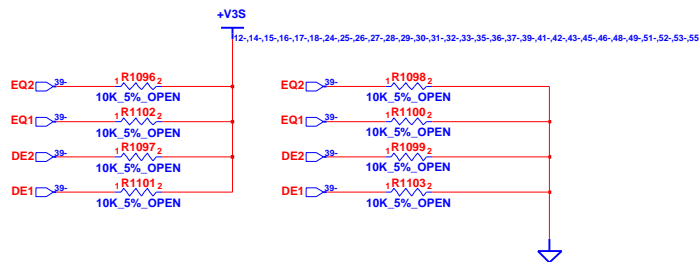 +V3S
12-,14-,15-,16-,17-,18-,24-,25-,26-,27-,28-,29-,30-,31-,32-,33-,35-,36-,37-,39-,41-,42-,43-,45-,46-,48-,49-,51-,52-,53-,55
EQ2 39- 1 R1096 2 10K_5%_OPEN
EQ1 39- 1 R1102 2 10K_5%_OPEN
DE2 39- 1 R1097 2 10K_5%_OPEN
DE1 39- 1 R1101 2 10K_5%_OPEN
EQ2 39- 1 R1098 2 10K_5%_OPEN
EQ1 39- 1 R1100 2 10K_5%_OPEN
DE2 39- 1 R1099 2 10K_5%_OPEN
DE1 39- 1 R1103 2 10K_5%_OPEN